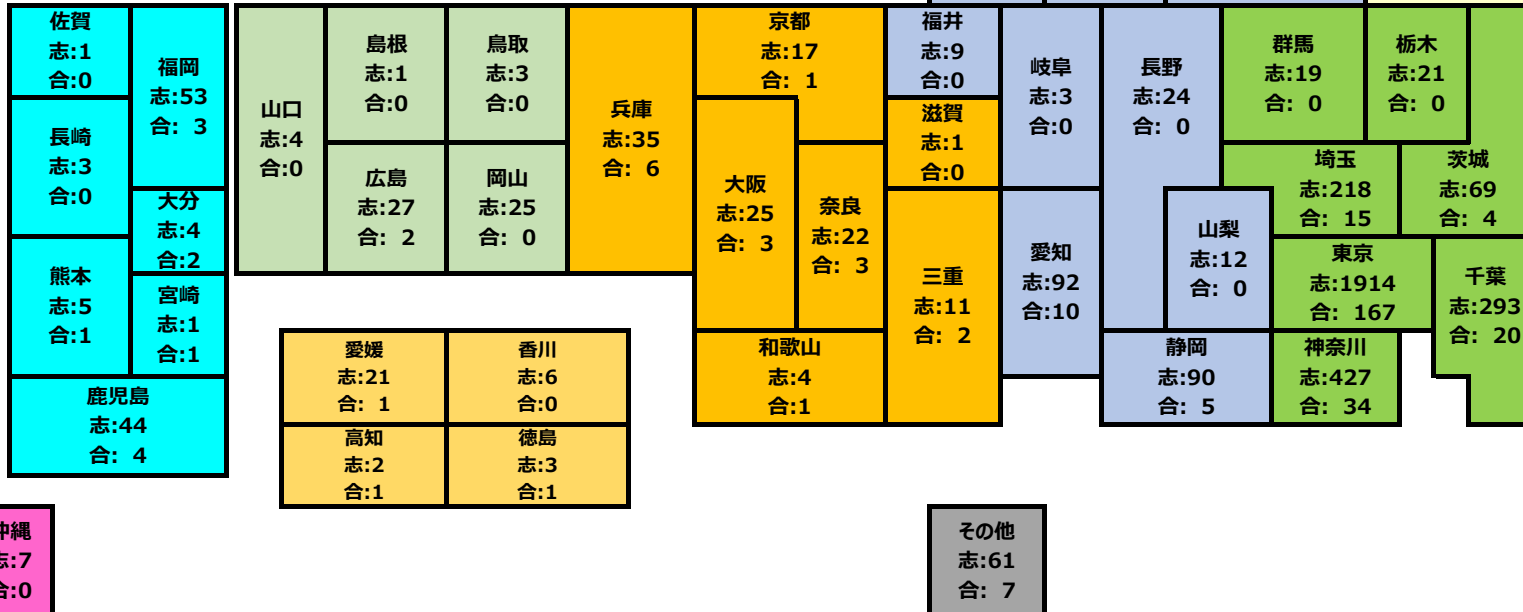 佐賀
志:1
合:0
福岡
志:53
合: 3
長崎
志:3
合:0
大分
志:4
合:2
熊本
志:5
合:1
宮崎
志:1
合:1
鹿児島
志:44
合: 4
沖縄
志:7
合:0
山口
志:4
合:0
島根
志:1
合:0
鳥取
志:3
合:0
広島
志:27
合: 2
岡山
志:25
合: 0
愛媛
志:21
合: 1
香川
志:6
合:0
高知
志:2
合:1
徳島
志:3
合:1
兵庫
志:35
合: 6
京都
志:17
合: 1
大阪
志:25
合: 3
奈良
志:22
合: 3
和歌山
志:4
合:1
福井
志:9
合:0
滋賀
志:1
合:0
三重
志:11
合: 2
岐阜
志:3
合:0
愛知
志:92
合:10
長野
志:24
合: 0
山梨
志:12
合: 0
静岡
志:90
合: 5
群馬
志:19
合: 0
栃木
志:21
合: 0
埼玉
志:218
合: 15
茨城
志:69
合: 4
東京
志:1914
合: 167
千葉
志:293
合: 20
神奈川
志:427
合: 34
その他
志:61
合: 7